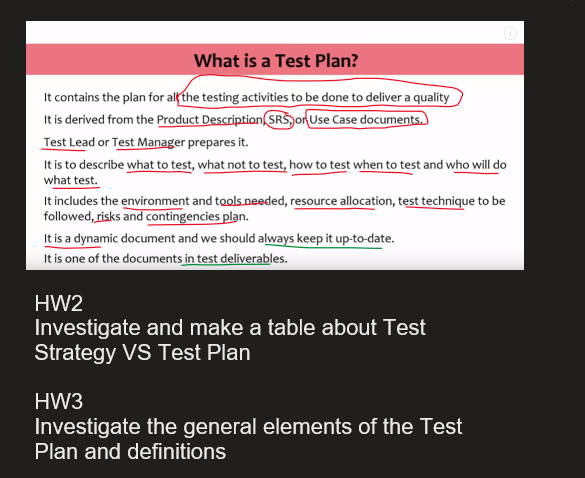 What is a Test Plan?
It contains the plan for all the testing activities to be done to deliver a quality
It is derived from the Product Description, SRS, or Use Case documents.
Test Lead or Test Manager prepares it.
It is to describe what to test, what not to test, how to test when to test and who will do
what test.
It includes the environment and tools needed, resource allocation, test technique to be
followed, risks and contingencies plan.
It is a dynamic document and we should always keep it up-to-date.
It is one of the documents in test deliverables.
HW2
Investigate and make a table about Test
Strategy VS Test Plan
HW3
Investigate the general elements of the Test
Plan and definitions